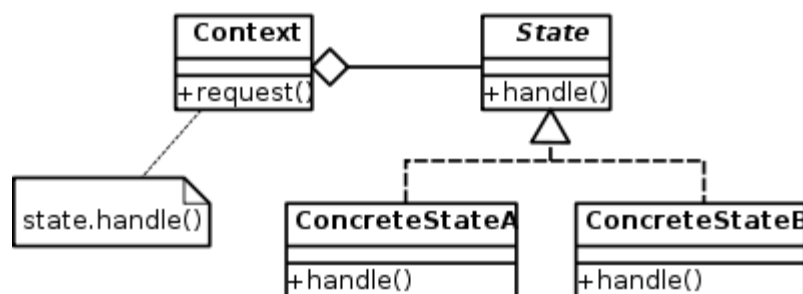 Context
State
+request()
+handle()
state.handle()
ConcreteStateA
ConcreteStateB
+handle()
+handle()